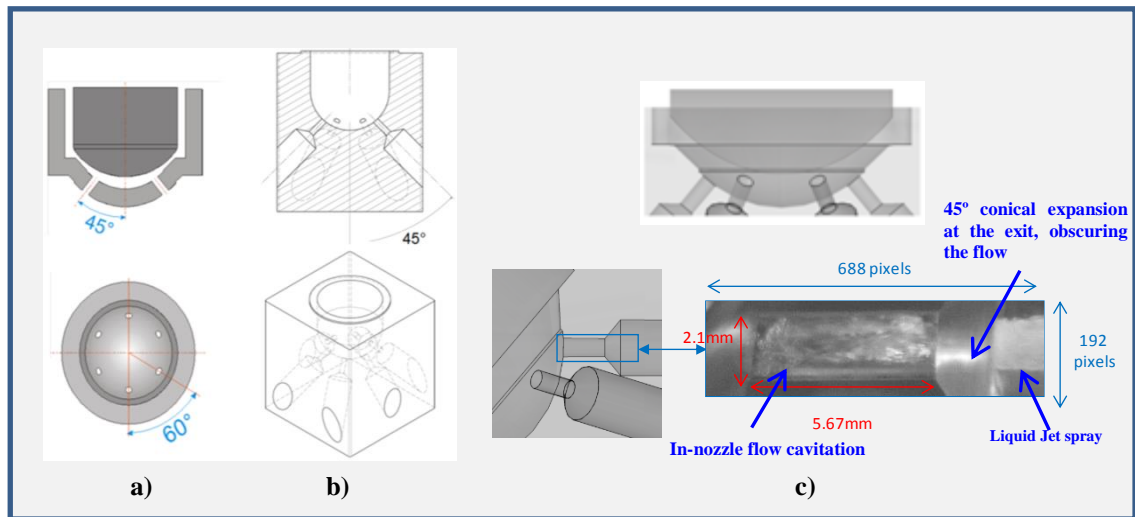 45°
60°
a)
45°
b)
45º conical expansion
at the exit, obscuring
the flow
688 pixels
2.1mm
192
pixels
5.67mm
In-nozzle flow cavitation
Liquid Jet spray
c)